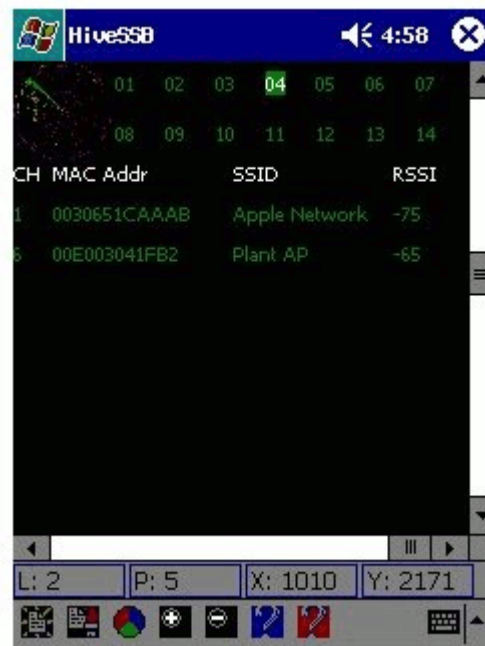 HiveSSB 4:58
01 02 03 04 05 06 07
08 09 10 11 12 13 14
CH MAC Addr SSID RSSI
1 0030651CAAAB Apple Network -75
6 00E003041FB2 Plant AP -65
L: 2 P: 5 X: 1010 Y: 2171